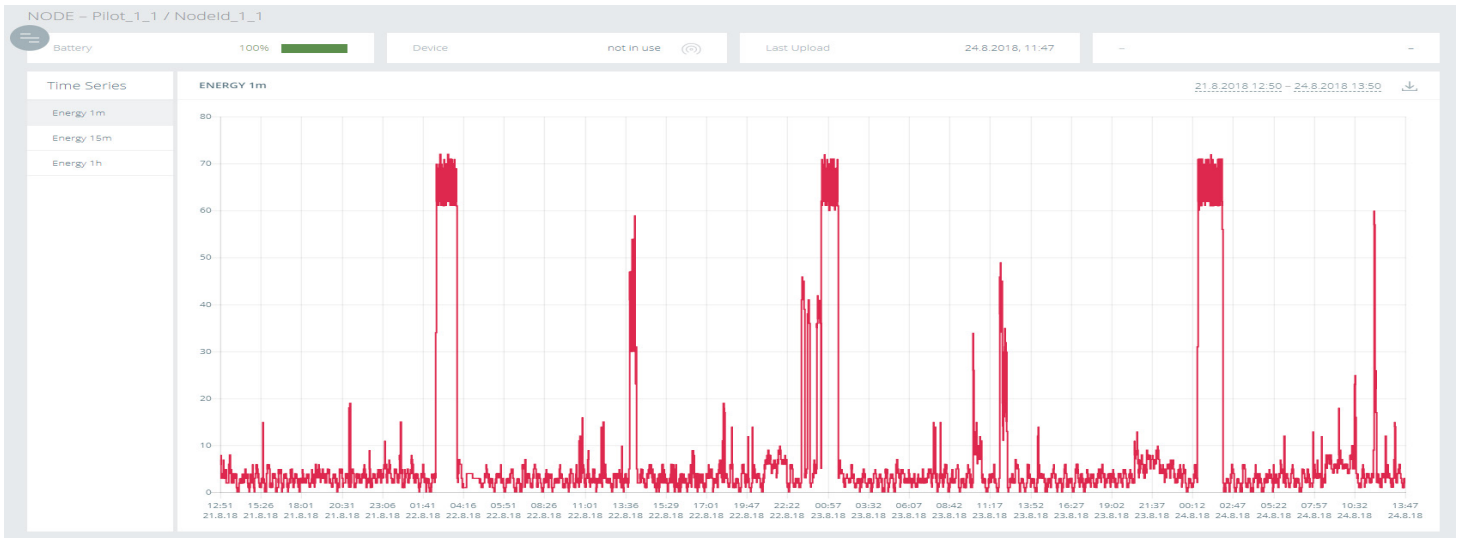 NODE – Pilot_1_1 / NodeId_1_1
Battery 100% Device not in use Last Upload 24.8.2018, 11:47 – –
Time Series
Energy 1m
Energy 15m
Energy 1h
ENERGY 1m 21.8.2018 12:50 – 24.8.2018 13:50
80
70
60
50
40
30
20
10
0
12:51 15:26 18:01 20:31 23:06 01:41 04:16 05:51 08:26 11:01 13:36 15:29 17:01 19:47 22:22 00:57 03:32 06:07 08:42 11:17 13:52 16:27 19:02 21:37 00:12 02:47 05:22 07:57 10:32 13:47
21.8.18 21.8.18 21.8.18 21.8.18 21.8.18 22.8.18 22.8.18 22.8.18 22.8.18 22.8.18 22.8.18 22.8.18 22.8.18 22.8.18 22.8.18 23.8.18 23.8.18 23.8.18 23.8.18 23.8.18 23.8.18 23.8.18 23.8.18 23.8.18 24.8.18 24.8.18 24.8.18 24.8.18 24.8.18 24.8.18